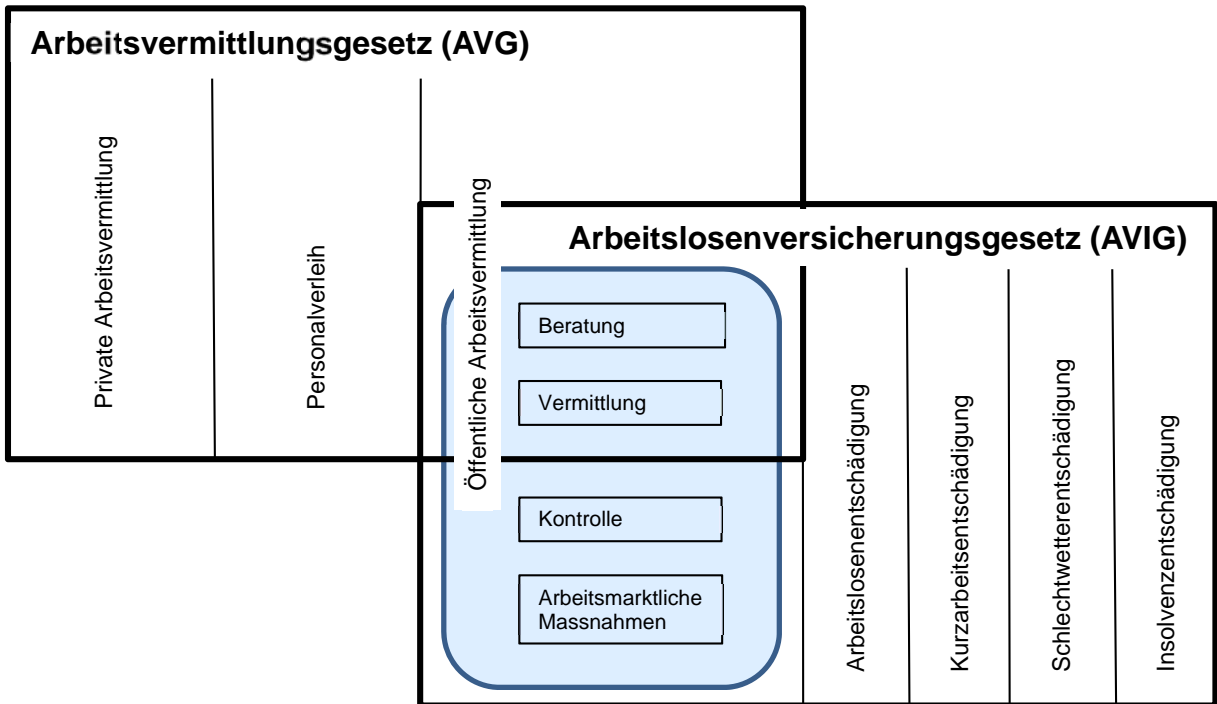 Arbeitsvermittlungsgesetz (AVG)
Private Arbeitsvermittlung
Personalverleih
Öffentliche Arbeitsvermittlung
Arbeitslosenversicherungsgesetz (AVIG)
Beratung
Vermittlung
Kontrolle
Arbeitsmarktliche
Massnahmen
Arbeitslosenentschädigung
Kurzarbeitsentschädigung
Schlechtwetterentschädigung
Insolvenzentschädigung